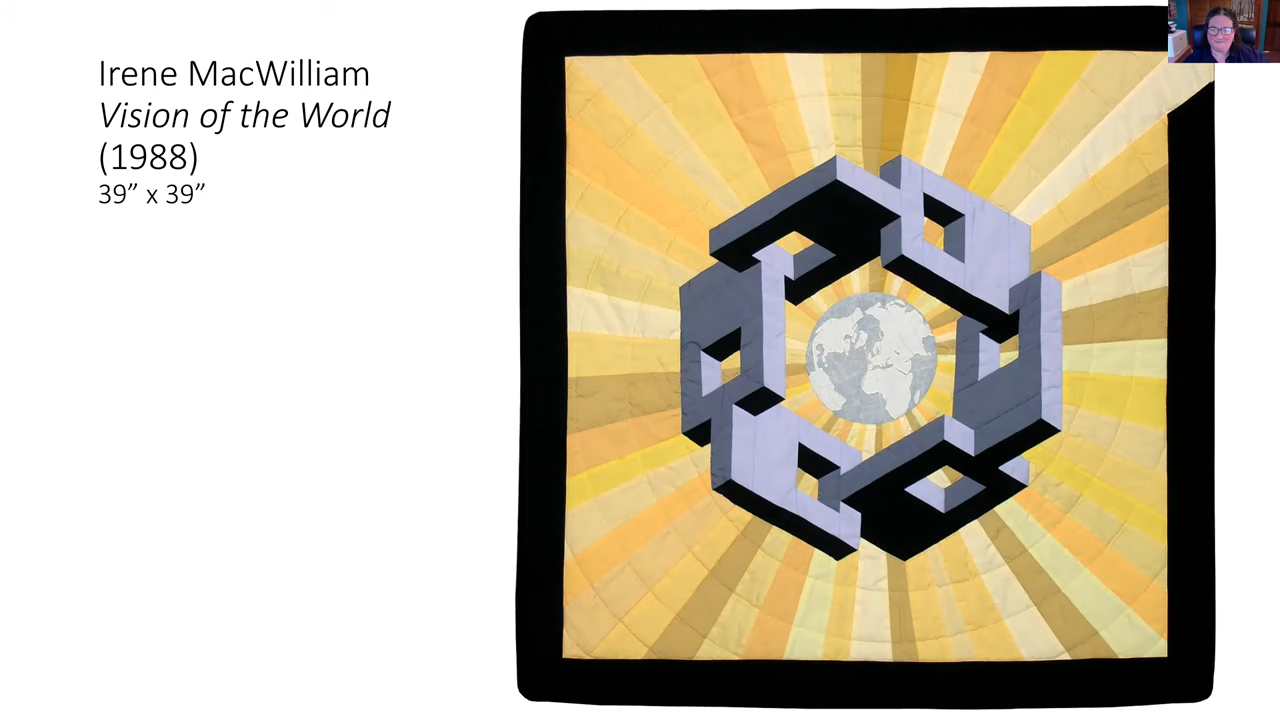 Irene MacWilliam
Vision of the World
(1988)
39” x 39”